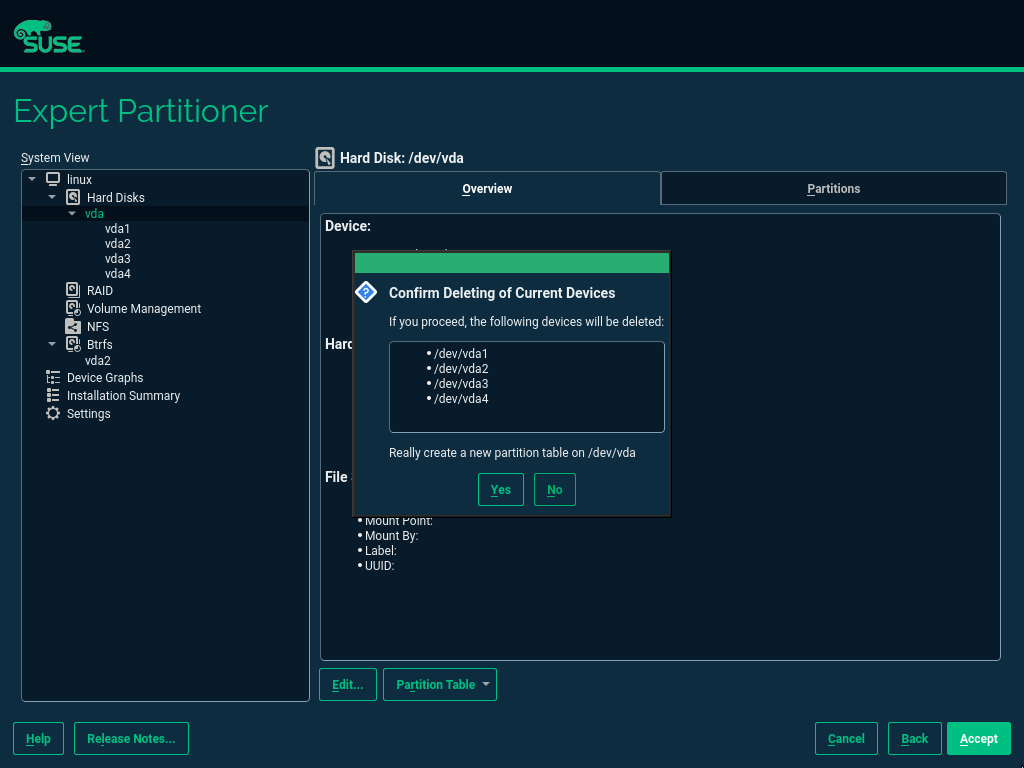 SUSE
Expert Partitioner
System View
Hard Disk: /dev/vda
linux
Hard Disks
vda
vda1
vda2
vda3
vda4
RAID
Volume Management
NFS
Btrfs
vda2
Device Graphs
Installation Summary
Settings
Overview
Partitions
Device:
Hard
File
Confirm Deleting of Current Devices
If you proceed, the following devices will be deleted:
• /dev/vda1
• /dev/vda2
• /dev/vda3
• /dev/vda4
Really create a new partition table on /dev/vda
Yes
No
• Mount Point:
• Mount By:
• Label:
• UUID:
Edit...
Partition Table
Help
Release Notes...
Cancel
Back
Accept